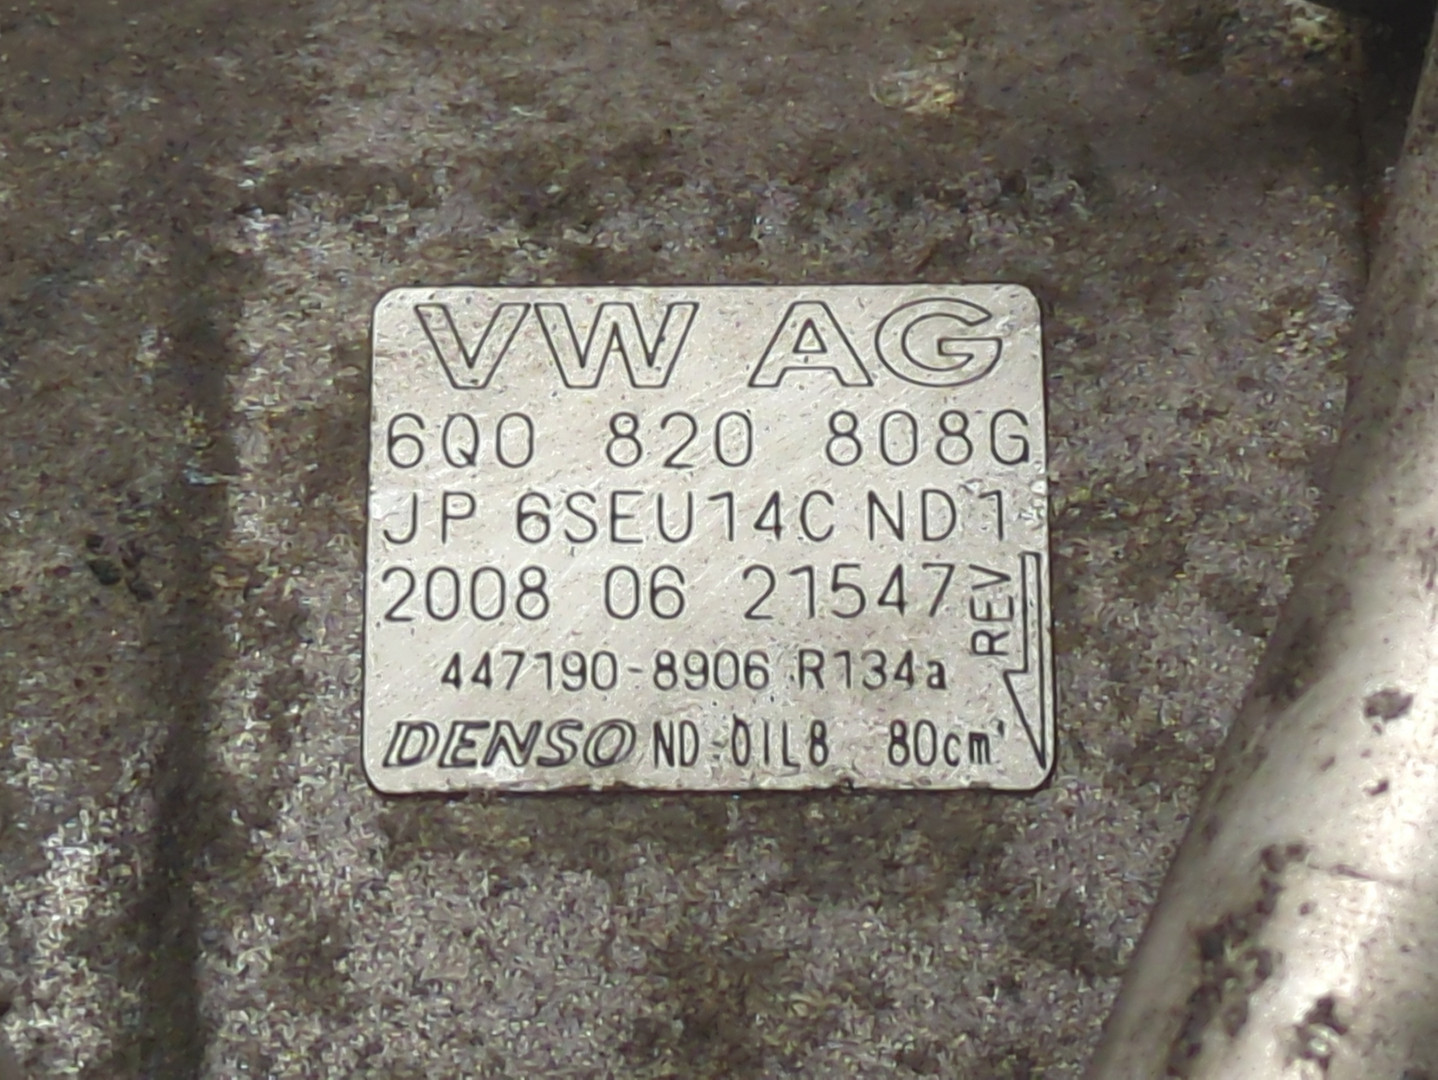 VW AG
6Q0 820 808G
JP 6SEU14C ND1
2008 06 21547
REV
447190-8906 R134a
DENSO ND-OIL8 80cm³